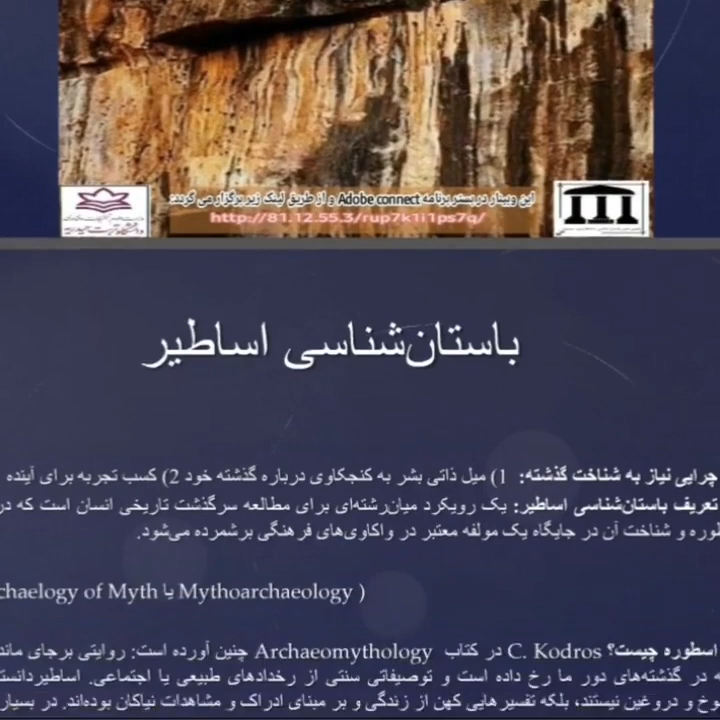 این وبینار در بستر برنامه Adobe connect و از طریق لینک زیر برگزار می گردد:
http://81.12.55.3/rup7k1i1ps7q/
دانشگاه تربت حیدریه
باستان‌شناسی اساطیر
چرایی نیاز به شناخت گذشته: 1) میل ذاتی بشر به کنجکاوی درباره گذشته خود 2) کسب تجربه برای آینده
تعریف باستان‌شناسی اساطیر: یک رویکرد میان‌رشته‌ای برای مطالعه سرگذشت تاریخی انسان است که در
طوره و شناخت آن در جایگاه یک مولفه معتبر در واکاوی‌های فرهنگی برشمرده می‌شود.
chaelogy of Myth یا Mythoarchaeology )
اسطوره چیست؟ C. Kodros در کتاب Archaeomythology چنین آورده است: روایتی برجای ماند
ه در گذشته‌های دور ما رخ داده است و توصیفاتی سنتی از رخدادهای طبیعی یا اجتماعی. اساطیردانسته
وخ و دروغین نیستند، بلکه تفسیرهایی کهن از زندگی و بر مبنای ادراک و مشاهدات نیاکان بوده‌اند. در بسیار